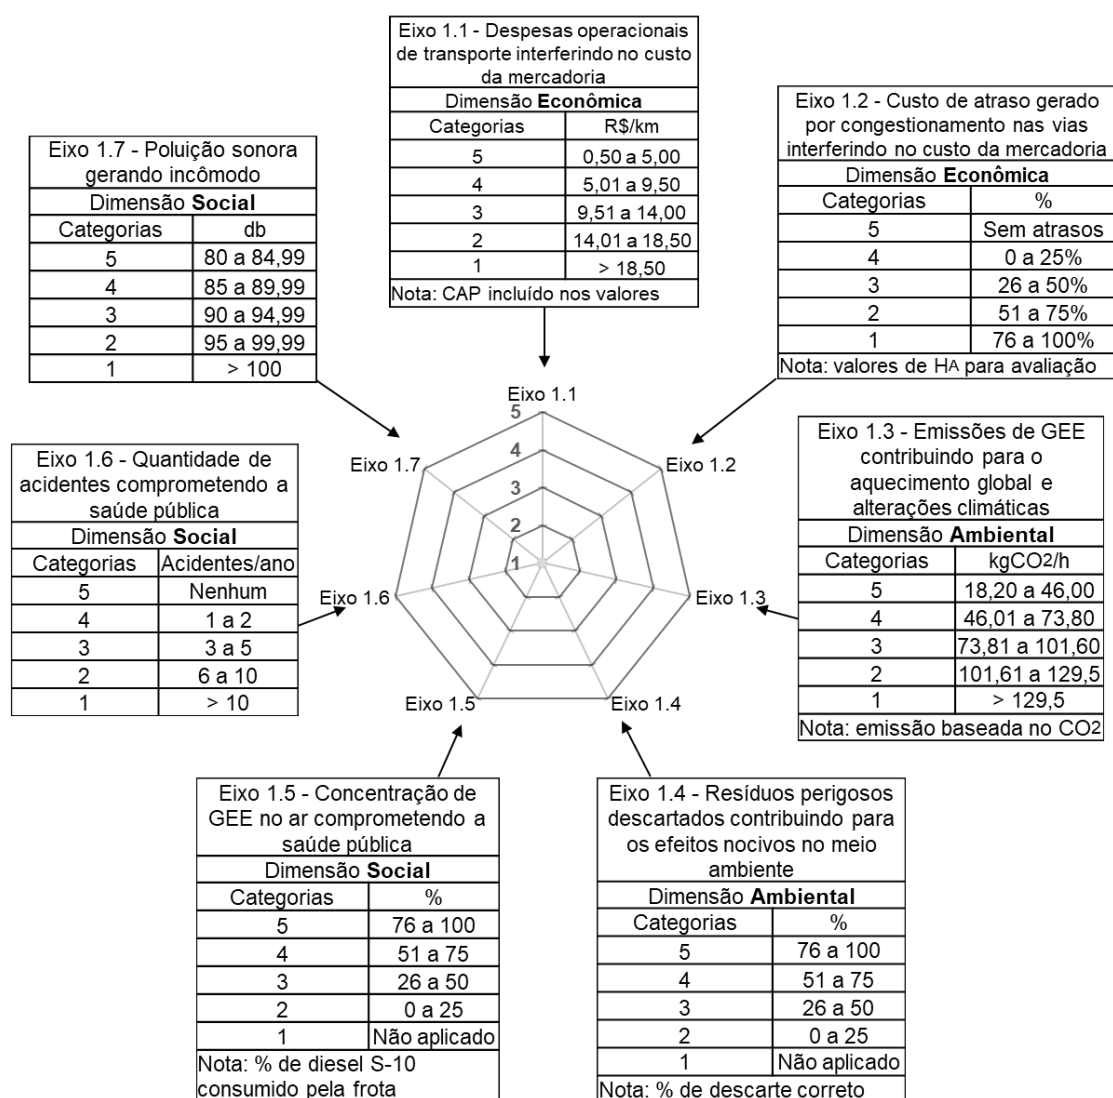 Eixo 1.1 - Despesas operacionais
de transporte interferindo no custo
da mercadoria
Dimensão Econômica
Categorias R$/km
5 0,50 a 5,00
4 5,01 a 9,50
3 9,51 a 14,00
2 14,01 a 18,50
1 > 18,50
Nota: CAP incluído nos valores
Eixo 1.2 - Custo de atraso gerado
por congestionamento nas vias
interferindo no custo da mercadoria
Dimensão Econômica
Categorias %
5 Sem atrasos
4 0 a 25%
3 26 a 50%
2 51 a 75%
1 76 a 100%
Nota: valores de HA para avaliação
Eixo 1.7 - Poluição sonora
gerando incômodo
Dimensão Social
Categorias db
5 80 a 84,99
4 85 a 89,99
3 90 a 94,99
2 95 a 99,99
1 > 100
Eixo 1.1
5
4
3
2
1
Eixo 1.2
Eixo 1.3
Eixo 1.4
Eixo 1.5
Eixo 1.6
Eixo 1.7
Eixo 1.6 - Quantidade de
acidentes comprometendo a
saúde pública
Dimensão Social
Categorias Acidentes/ano
5 Nenhum
4 1 a 2
3 3 a 5
2 6 a 10
1 > 10
Eixo 1.3 - Emissões de GEE
contribuindo para o
aquecimento global e
alterações climáticas
Dimensão Ambiental
Categorias kgCO2/h
5 18,20 a 46,00
4 46,01 a 73,80
3 73,81 a 101,60
2 101,61 a 129,5
1 > 129,5
Nota: emissão baseada no CO2
Eixo 1.5 - Concentração de
GEE no ar comprometendo a
saúde pública
Dimensão Social
Categorias %
5 76 a 100
4 51 a 75
3 26 a 50
2 0 a 25
1 Não aplicado
Nota: % de diesel S-10
consumido pela frota
Eixo 1.4 - Resíduos perigosos
descartados contribuindo para
os efeitos nocivos no meio
ambiente
Dimensão Ambiental
Categorias %
5 76 a 100
4 51 a 75
3 26 a 50
2 0 a 25
1 Não aplicado
Nota: % de descarte correto